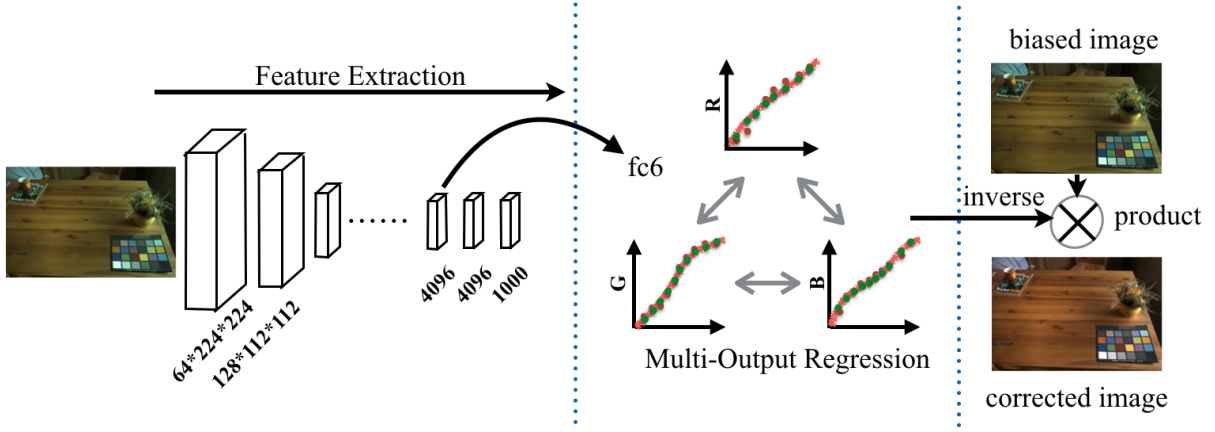 Feature Extraction
64*224*224
128*112*112
4096
4096
1000
fc6
R
G
B
Multi-Output Regression
biased image
inverse
product
corrected image